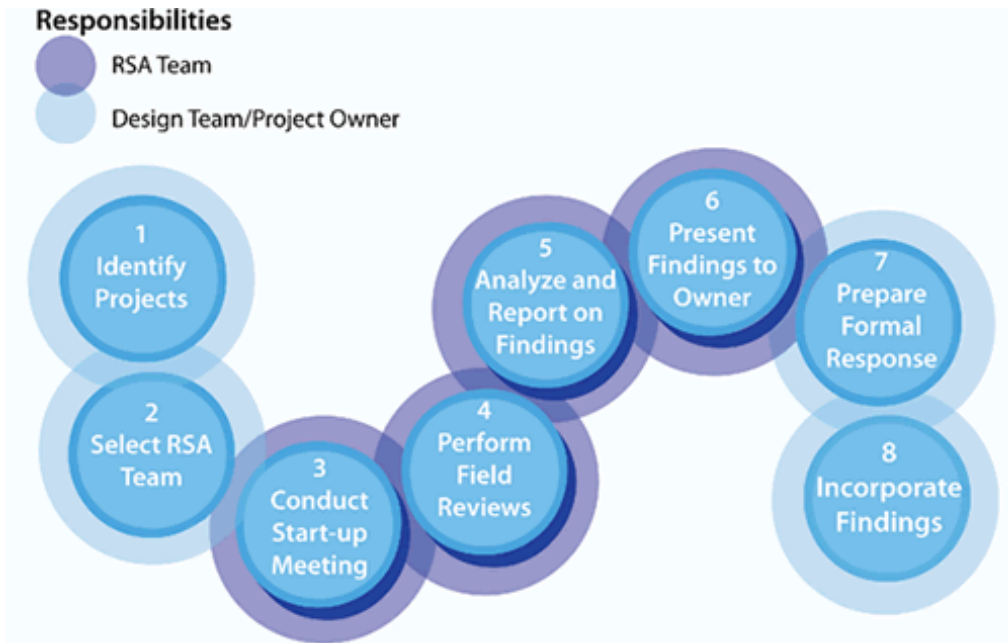 Responsibilities
RSA Team
Design Team/Project Owner
1
Identify
Projects
2
Select RSA
Team
3
Conduct
Start-up
Meeting
4
Perform
Field
Reviews
5
Analyze and
Report on
Findings
6
Present
Findings to
Owner
7
Prepare
Formal
Response
8
Incorporate
Findings